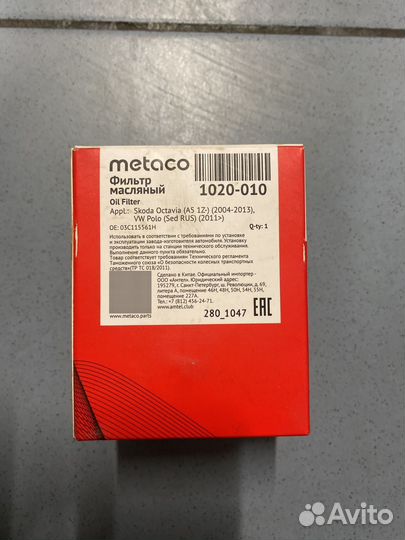 metaco
Фильтр
масляный
Oil Filter
1020-010
Appl.: Skoda Octavia (A5 1Z-) (2004-2013),
VW Polo (Sed RUS) (2011>)
OE: 03C115561H
Q-ty: 1
Использовать в соответствии с требованиями по установке
и эксплуатации завода-изготовителя автомобиля. Установку
производить только на станции технического обслуживания.
Выполнение данного пункта обязательно.
Товар соответствует требованиям Технического регламента
Таможенного союза «О безопасности колесных транспортных
средств»(ТР ТС 018/2011).
Сделано в Китае. Официальный импортер -
ООО «Антел». Юридический адрес:
195279, г. Санкт-Петербург, ш. Революции, д. 69,
литера А, помещение 46Н, 48Н, 50Н, 54Н, 55Н,
помещение 227А.
Тел.: +7 (812) 456-24-71.
www.amtel.club
www.metaco.parts
280_1047
EAC
Avito